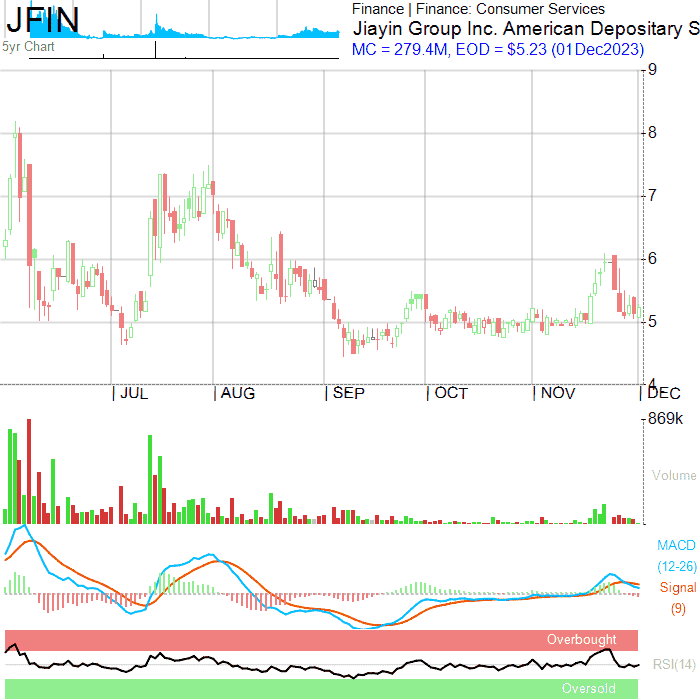 JFIN
5yr Chart
Finance | Finance: Consumer Services
Jiayin Group Inc. American Depositary S
MC = 279.4M, EOD = $5.23 (01Dec2023)
9
8
7
6
5
4
JUL AUG SEP OCT NOV DEC
869k
Volume
MACD
(12-26)
Signal
(9)
Overbought
RSI(14)
Oversold